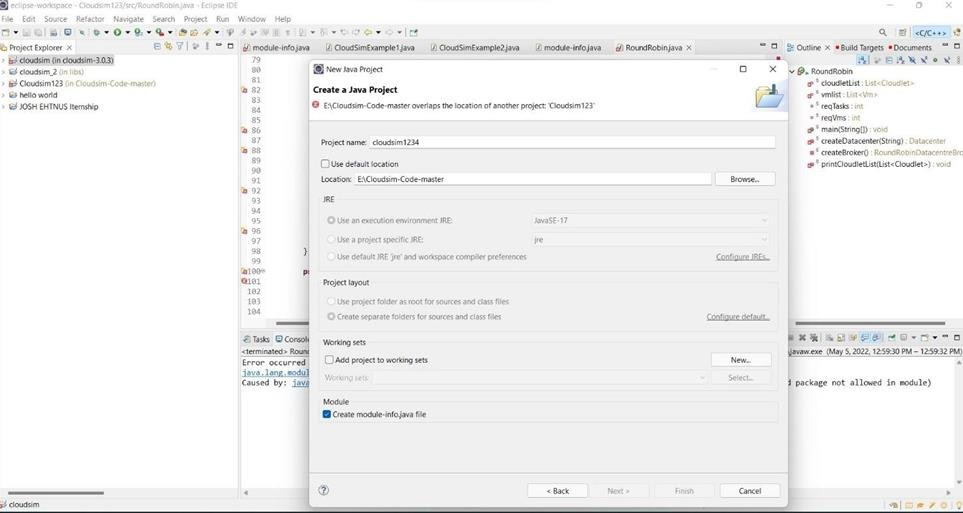 eclipse-workspace - Cloudsim123/src/RoundRobin.java - Eclipse IDE
File Edit Source Refactor Navigate Search Project Run Window Help
<C/C++>
Project Explorer
module-info.java
CloudsimExample1.java
CloudSimExample2.java
module-info.java
RoundRobin.java
Outline
Build Targets
Documents
cloudsim (in cloudsim-3.0.3)
cloudsim_2 (in libs)
Cloudsim123 (in Cloudsim-Code-master)
hello world
JOSH EHTNUS Iternship
79
80
81
82
83
84
85
86
87
88
89
90
91
92
93
94
95
96
97
98 }
99
100 p
101
102
103
104
New Java Project
Create a Java Project
E:\Cloudsim-Code-master overlaps the location of another project: 'Cloudsim123'
Project name: cloudsim1234
Use default location
Location: E:\Cloudsim-Code-master
Browse...
JRE
Use an execution environment JRE: JavaSE-17
Use a project specific JRE: jre
Use default JRE 'jre' and workspace compiler preferences Configure JREs...
Project layout
Use project folder as root for sources and class files
Create separate folders for sources and class files Configure default...
Working sets
Add project to working sets New...
Working sets: Select...
Module
Create module-info.java file
< Back Next > Finish Cancel
RoundRobin
cloudletList : List<Cloudlet>
vmlist : List<Vm>
reqTasks : int
reqVms : int
main(String[]) : void
createDatacenter(String) : Datacenter
createBroker() : RoundRobinDatacentreBro
printCloudletList(List<Cloudlet>) : void
Tasks
Consol
<terminated> Roun
javaw.exe (May 5, 2022, 12:59:30 PM – 12:59:32 PM)
Error occurred
java.lang.modul
Caused by: java
d package not allowed in module)
cloudsim